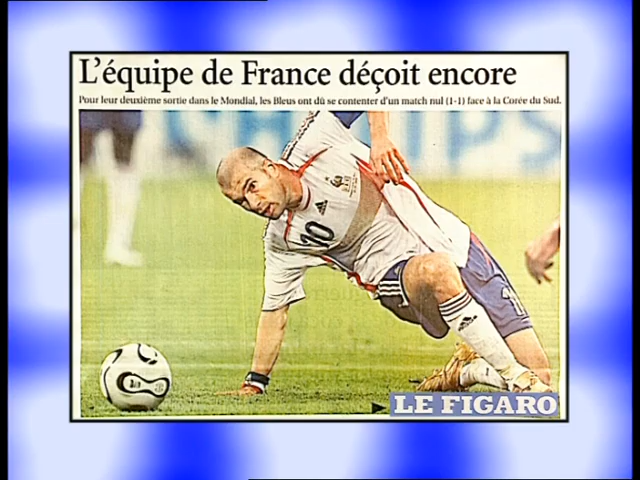 L'équipe de France déçoit encore
Pour leur deuxième sortie dans le Mondial, les Bleus ont dû se contenter d'un match nul (1-1) face à la Corée du Sud.
10
LE FIGARO